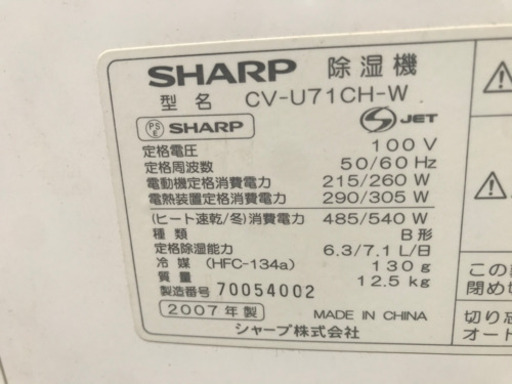 SHARP 除湿機
型名 CV-U71CH-W
PS E SHARP S JET
定格電圧 100 V
定格周波数 50/60 Hz
電動機定格消費電力 215/260 W
電熱装置定格消費電力 290/305 W
(ヒート速乾/冬)消費電力 485/540 W
種類 B形
定格除湿能力 6.3/7.1 L/日
冷媒 (HFC-134a) 130 g
質量 12.5 kg
製造番号 70054002
2007年製 MADE IN CHINA
シャープ株式会社
この
閉め切
切り忘
オート